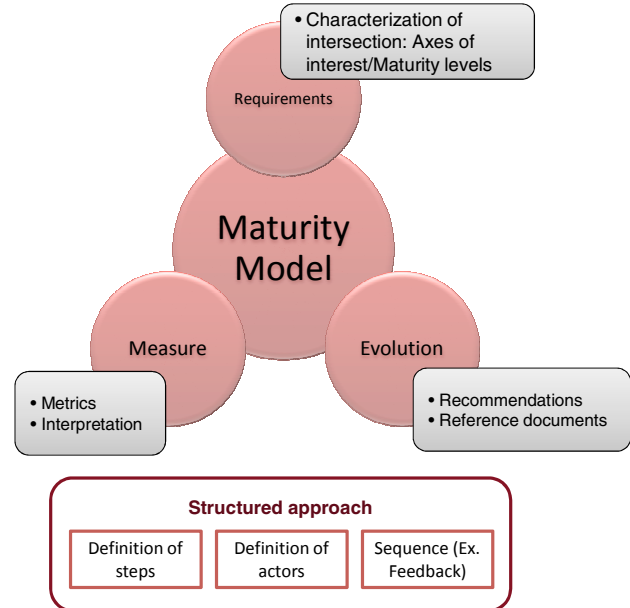 • Characterization of
intersection: Axes of
interest/Maturity levels
Requirements
Maturity
Model
Measure
Evolution
• Metrics
• Interpretation
• Recommendations
• Reference documents
Structured approach
Definition of
steps
Definition of
actors
Sequence (Ex.
Feedback)